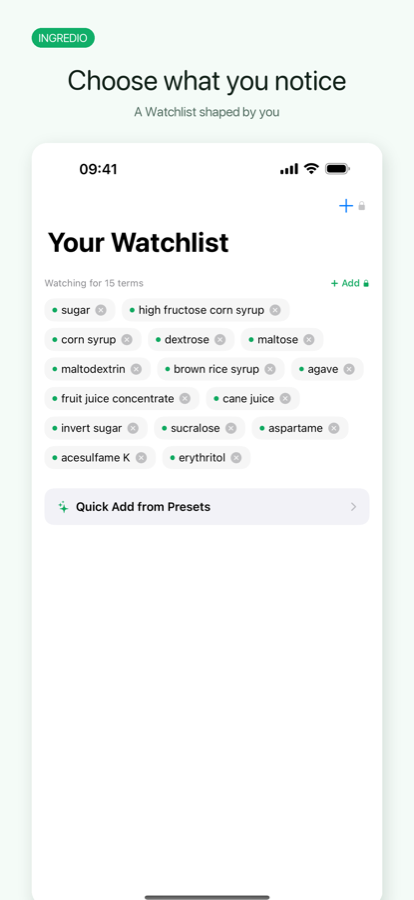 INGREDIO
Choose what you notice
A Watchlist shaped by you
09:41
Your Watchlist
Watching for 15 terms + Add
sugar high fructose corn syrup
corn syrup dextrose maltose
maltodextrin brown rice syrup agave
fruit juice concentrate cane juice
invert sugar sucralose aspartame
acesulfame K erythritol
Quick Add from Presets